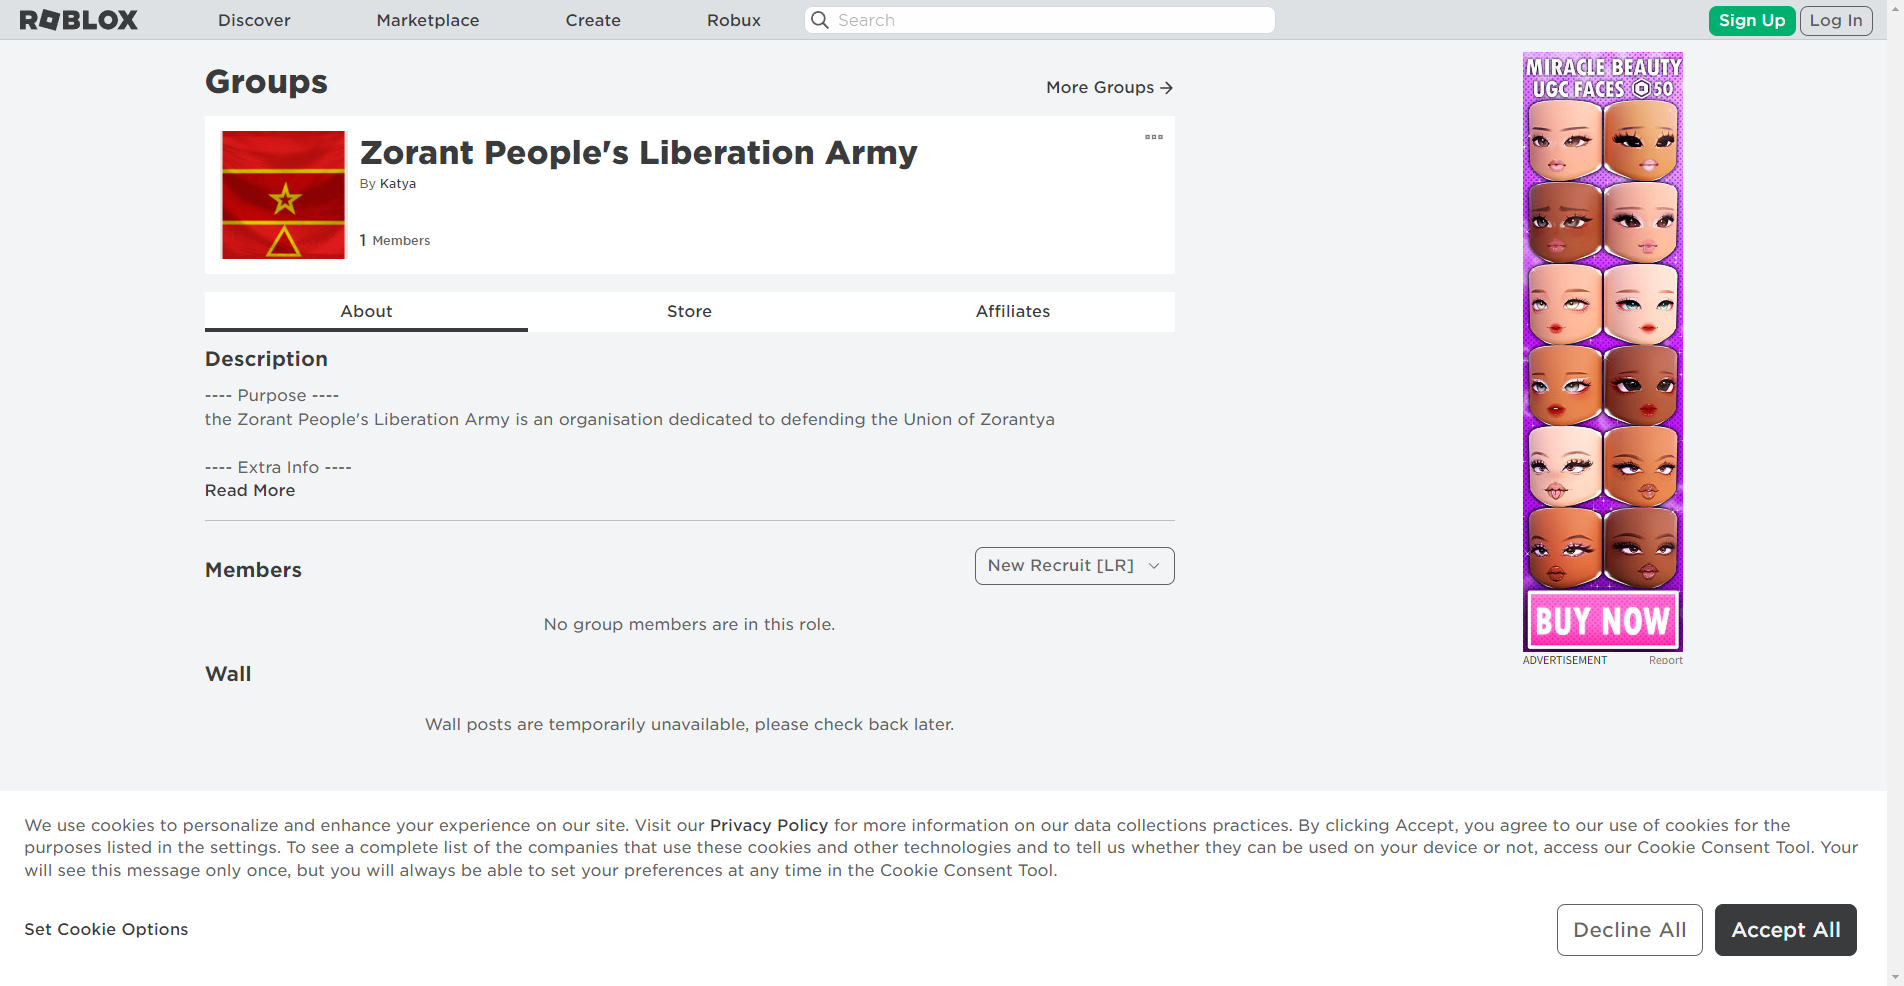 ROBLOX Discover Marketplace Create Robux Search Sign Up Log In
Groups
More Groups →
Zorant People's Liberation Army
By Katya
1 Members
About Store Affiliates
Description
---- Purpose ----
the Zorant People's Liberation Army is an organisation dedicated to defending the Union of Zorantya
---- Extra Info ----
Read More
Members
New Recruit [LR]
No group members are in this role.
Wall
Wall posts are temporarily unavailable, please check back later.
MIRACLE BEAUTY
UGC FACES 50
BUY NOW
ADVERTISEMENT Report
We use cookies to personalize and enhance your experience on our site. Visit our Privacy Policy for more information on our data collections practices. By clicking Accept, you agree to our use of cookies for the
purposes listed in the settings. To see a complete list of the companies that use these cookies and other technologies and to tell us whether they can be used on your device or not, access our Cookie Consent Tool. Your
will see this message only once, but you will always be able to set your preferences at any time in the Cookie Consent Tool.
Set Cookie Options
Decline All Accept All